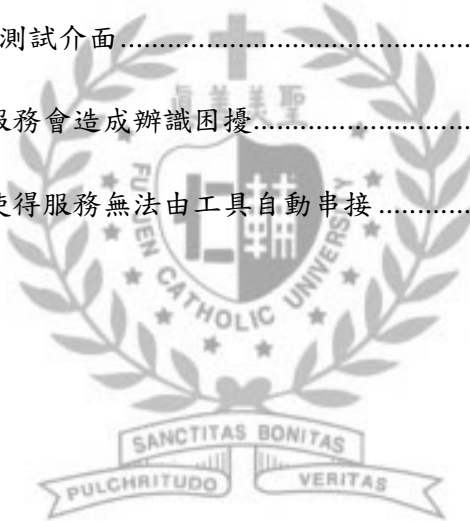 測試介面......................................
服務會造成辨識困擾......................
使得服務無法由工具自動串接............
真善美聖
仁輔
FU JEN CATHOLIC UNIVERSITY
SANCTITAS BONITAS
PULCHRITUDO VERITAS